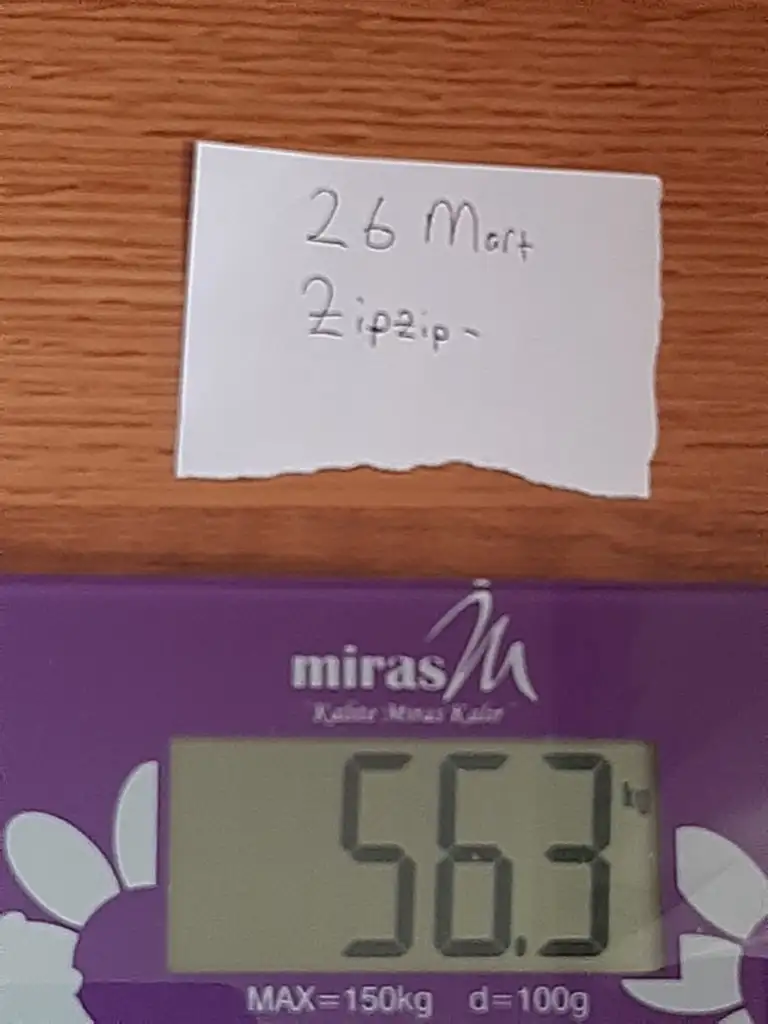 26 Mart
Zipzip-
miras
Kalite Miras Kalır
56.3 kg
MAX=150kg d=100g